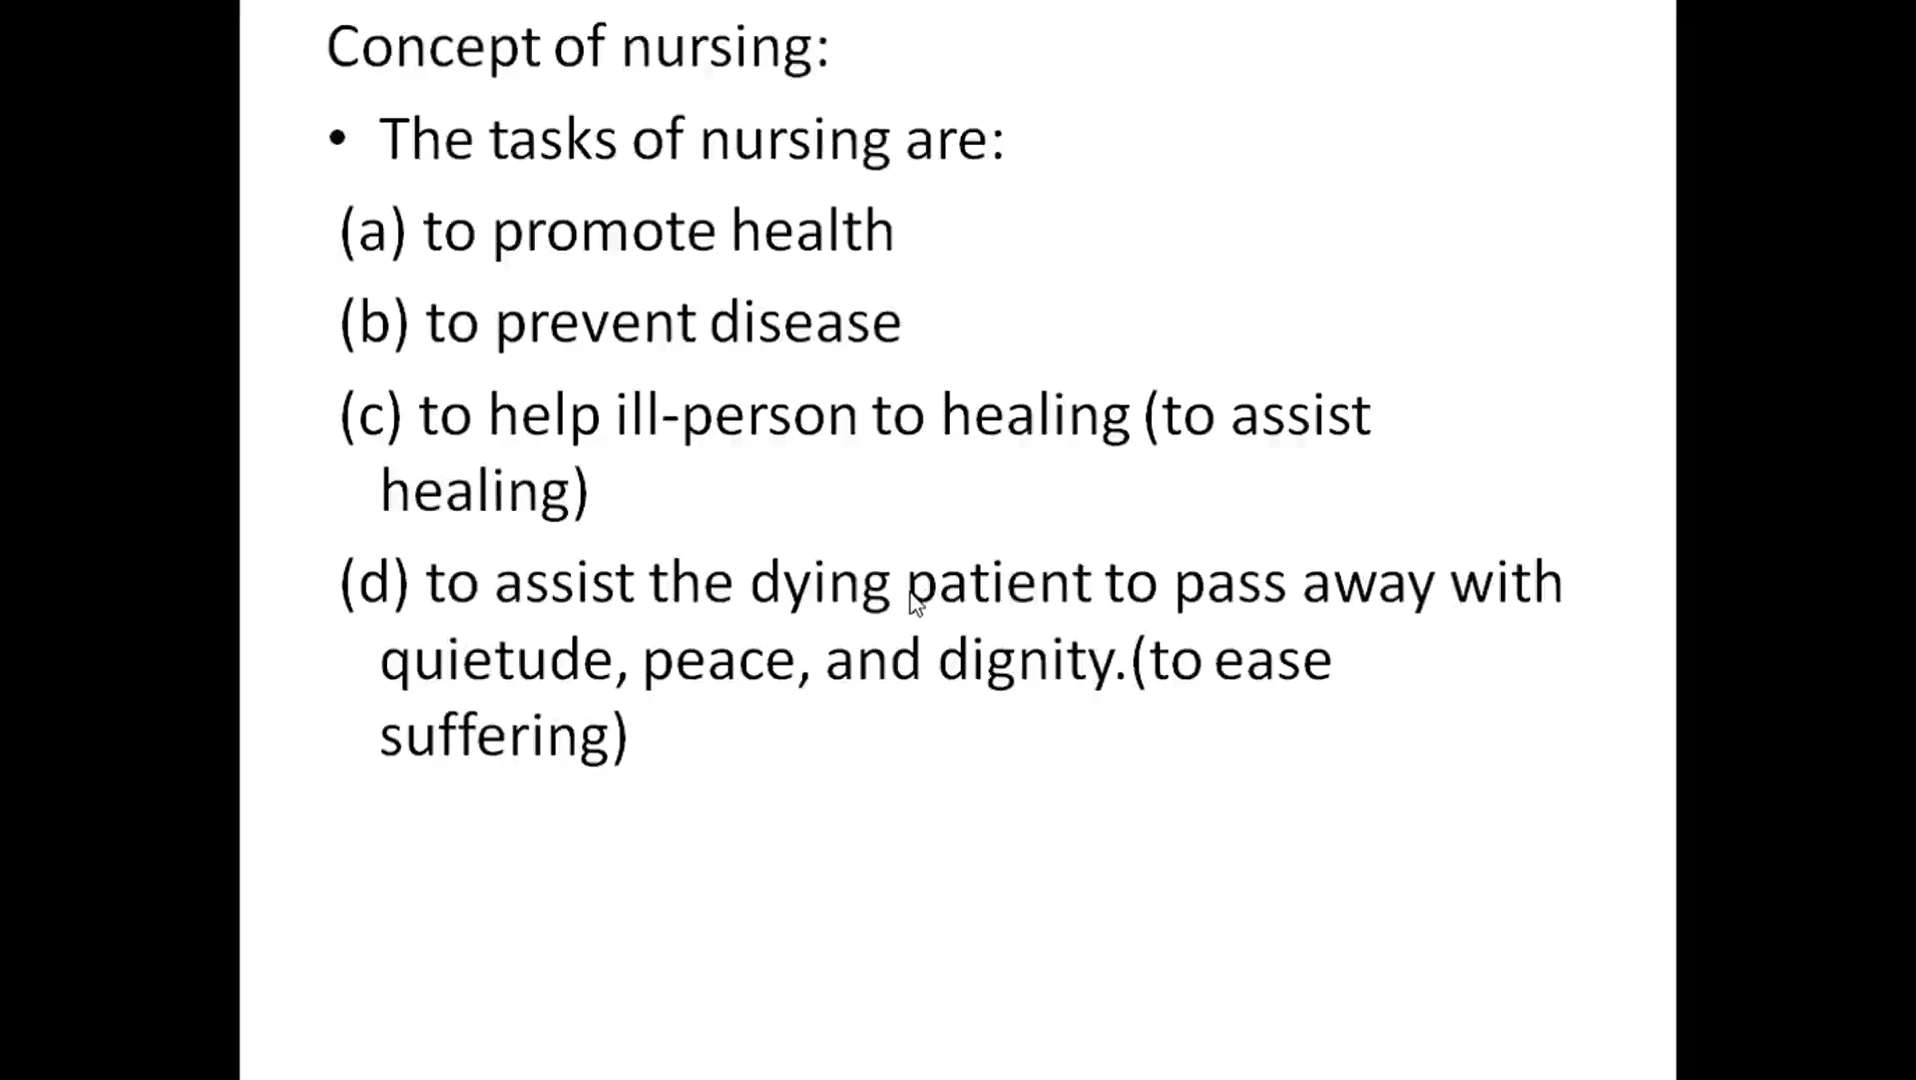 Concept of nursing:
• The tasks of nursing are:
(a) to promote health
(b) to prevent disease
(c) to help ill-person to healing (to assist
healing)
(d) to assist the dying patient to pass away with
quietude, peace, and dignity.(to ease
suffering)